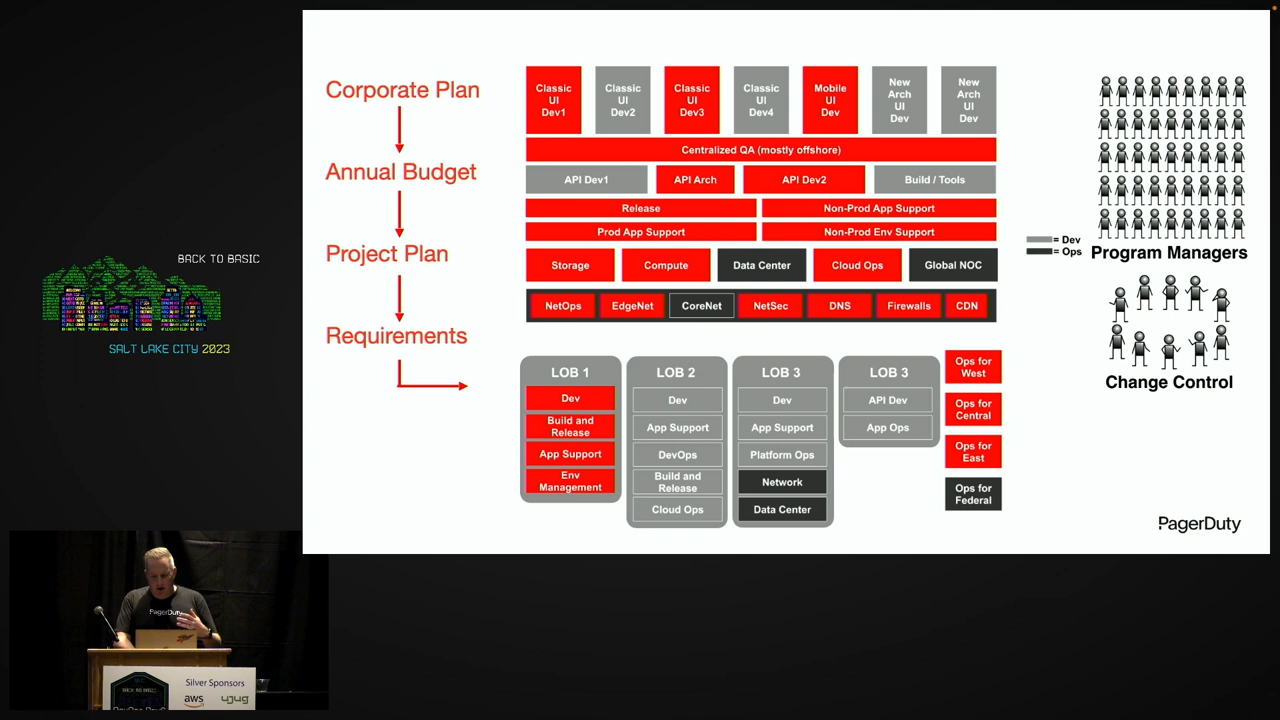 Corporate Plan
Annual Budget
Project Plan
Requirements
Classic
UI
Dev1
Classic
UI
Dev2
Classic
UI
Dev3
Classic
UI
Dev4
Mobile
UI
Dev
New
Arch
UI
Dev
New
Arch
UI
Dev
Centralized QA (mostly offshore)
API Dev1
API Arch
API Dev2
Build / Tools
Release
Non-Prod App Support
Prod App Support
Non-Prod Env Support
Storage
Compute
Data Center
Cloud Ops
Global NOC
NetOps
EdgeNet
CoreNet
NetSec
DNS
Firewalls
CDN
LOB 1
Dev
Build and
Release
App Support
Env
Management
LOB 2
Dev
App Support
DevOps
Build and
Release
Cloud Ops
LOB 3
Dev
App Support
Platform Ops
Network
Data Center
LOB 3
API Dev
App Ops
Ops for
West
Ops for
Central
Ops for
East
Ops for
Federal
= Dev
= Ops
Program Managers
Change Control
PagerDuty
BACK TO BASIC
SALT LAKE CITY 2023
PagerDuty
BACK TO BASIC
Silver Sponsors
aws